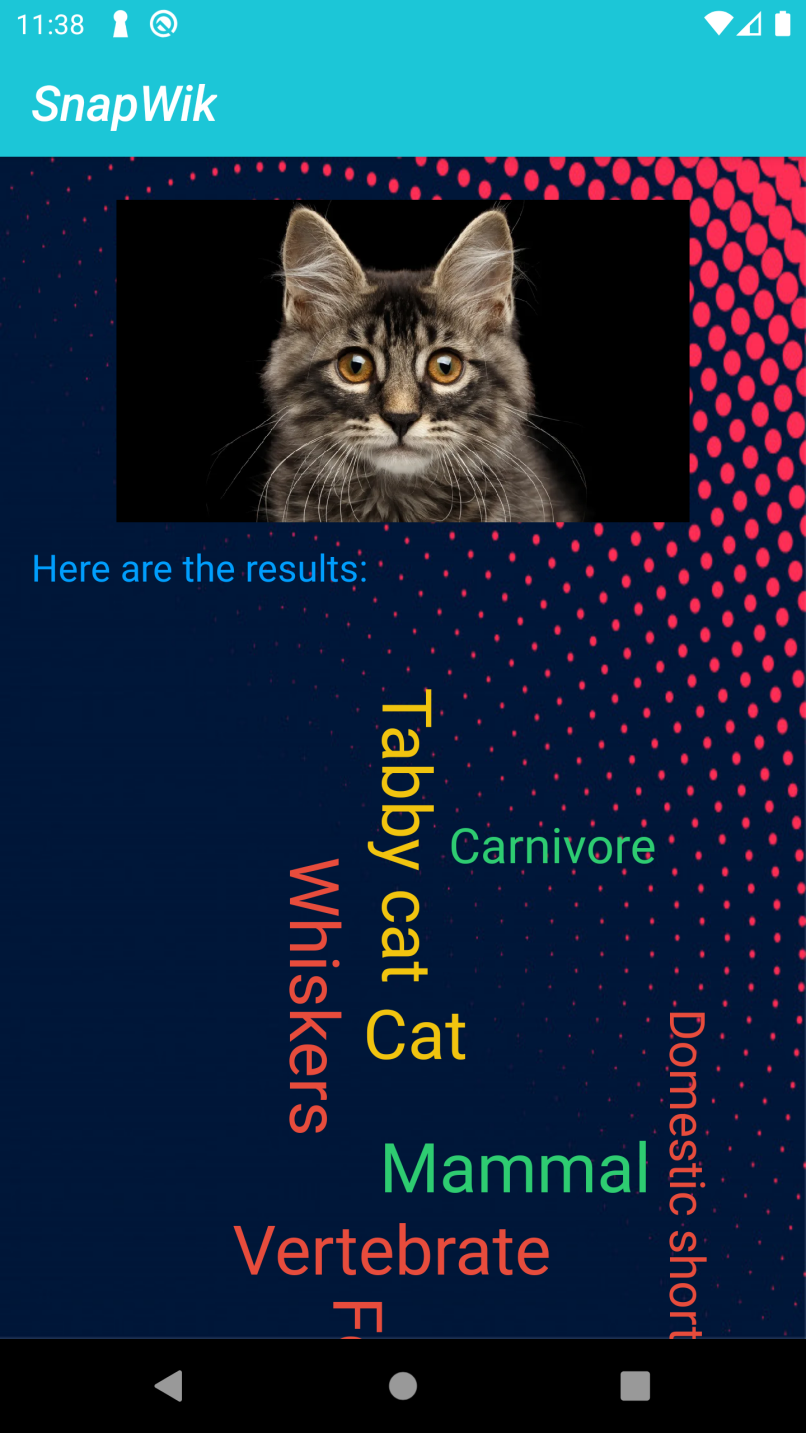 11:38
SnapWik
Here are the results:
Tabby cat
Carnivore
Whiskers
Cat
Domestic short
Mammal
Vertebrate